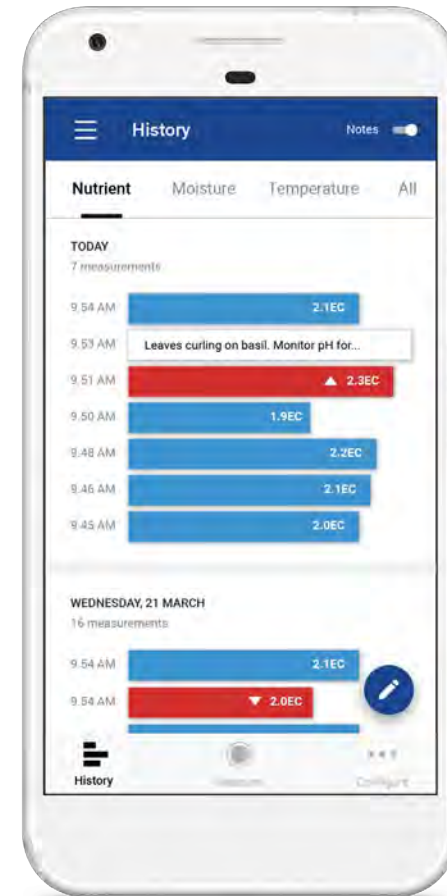 History
Notes
Nutrient Moisture Temperature All
TODAY
7 measurements
9.54 AM 2.1EC
9.53 AM Leaves curling on basil. Monitor pH for...
9.51 AM ▲ 2.3EC
9.50 AM 1.9EC
9.48 AM 2.2EC
9.46 AM 2.1EC
9.45 AM 2.0EC
WEDNESDAY, 21 MARCH
16 measurements
9.54 AM 2.1EC
9.54 AM ▼ 2.0EC
History Configure